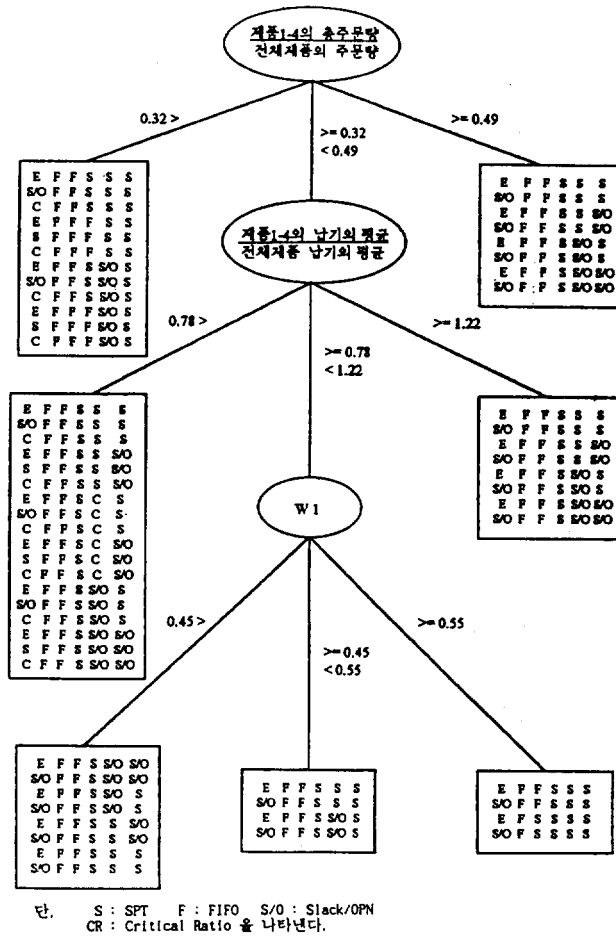 제품1-4의 총주문량
전체제품의 주문량
0.32 >
>= 0.32
< 0.49
>= 0.49
E F F S S S
S/O F F S S S
C F F S S S
E F F F S S
S F F F S S
C F F F S S
E F F S S/O S
S/O F F S S/O S
C F F S S/O S
E F F F S/O S
S F F F S/O S
C F F F S/O S
E F F S S S
S/O F F S S S
E F F S S S/O
S/O F F S S S/O
E F F S S/O S
S/O F F S S/O S
E F F S S/O S/O
S/O F F S S/O S/O
제품1-4의 납기의 평균
전체제품 납기의 평균
0.78 >
>= 0.78
< 1.22
>= 1.22
E F F S S S
S/O F F S S S
C F F S S S
E F F S S S/O
S F F S S S/O
C F F S S S/O
E F F S C S
S/O F F S C S
C F F S C S
E F F S C S/O
S F F S C S/O
C F F S C S/O
E F F S S/O S
S/O F F S S/O S
C F F S S/O S
E F F S S/O S/O
S F F S S/O S/O
C F F S S/O S/O
E F F S S S
S/O F F S S S
E F F S S S/O
S/O F F S S S/O
E F F S S/O S
S/O F F S S/O S
E F F S S/O S/O
S/O F F S S/O S/O
W 1
0.45 >
>= 0.45
< 0.55
>= 0.55
E F F S S/O S/O
S/O F F S S/O S/O
E F F S S/O S
S/O F F S S/O S
E F F S S S/O
S/O F F S S S/O
E F F S S S
S/O F F S S S
E F F S S S
S/O F F S S S
E F F S S/O S
S/O F F S S/O S
E F F S S S
S/O F F S S S
E F S S S S
S/O F S S S S
단. S : SPT F : FIFO S/O : Slack/OPN
CR : Critical Ratio 을 나타낸다.